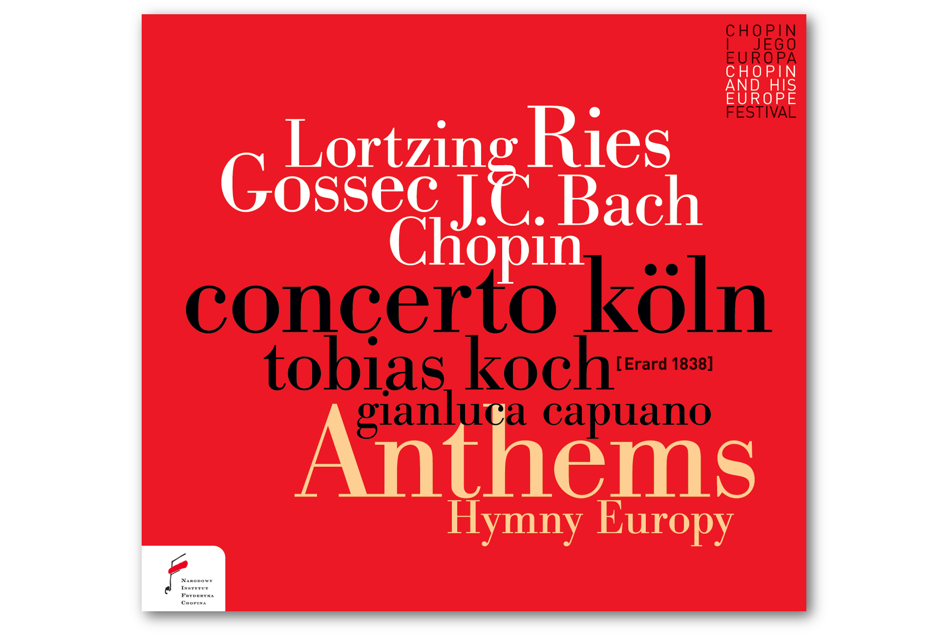 CHOPIN
I JEGO
EUROPA
CHOPIN
AND HIS
EUROPE
FESTIVAL
Lortzing Ries
Gossec J.C. Bach
Chopin
concerto köln
tobias koch [Erard 1838]
gianluca capuano
Anthems
Hymny Europy
Narodowy
Instytut
Fryderyka
Chopina